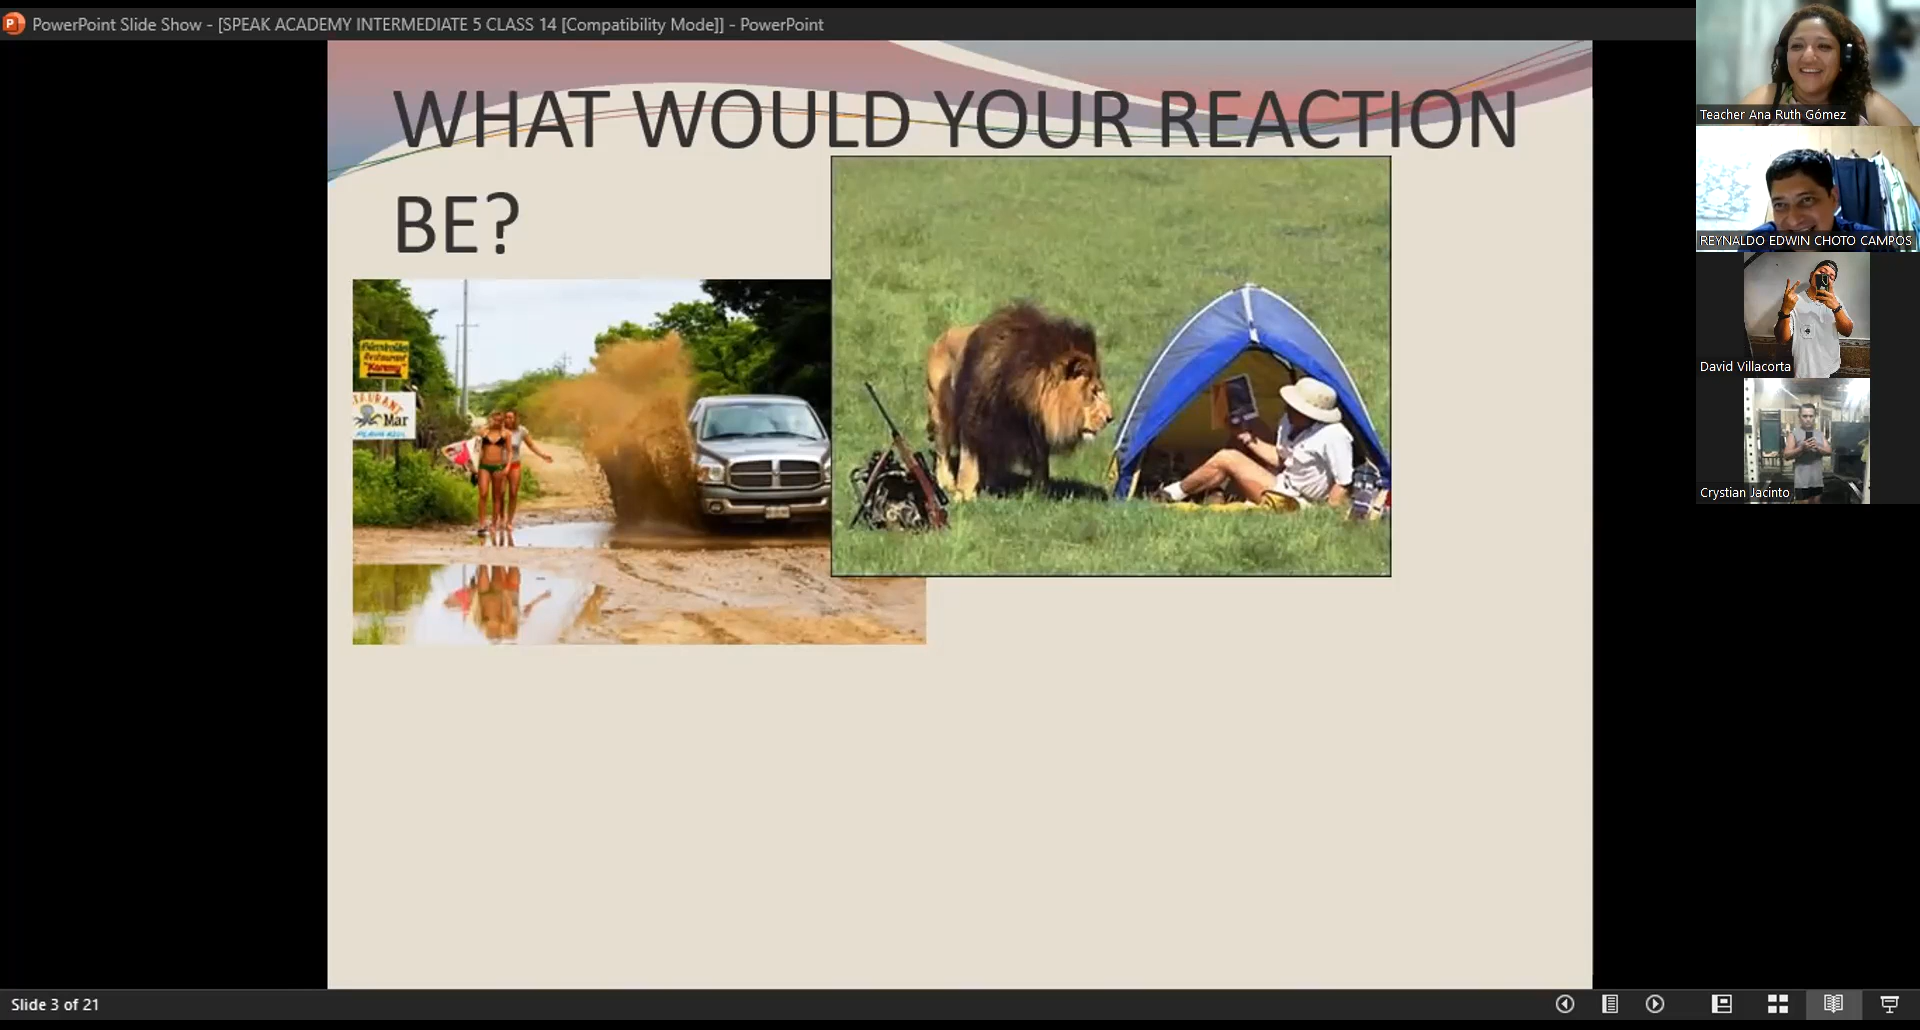 PowerPoint Slide Show - [SPEAK ACADEMY INTERMEDIATE 5 CLASS 14 [Compatibility Mode]] - PowerPoint
WHAT WOULD YOUR REACTION
BE?
Restaurant
"Karemy"
Mar
Teacher Ana Ruth Gómez
REYNALDO EDWIN CHOTO CAMPOS
David Villacorta
Crystian Jacinto
Slide 3 of 21